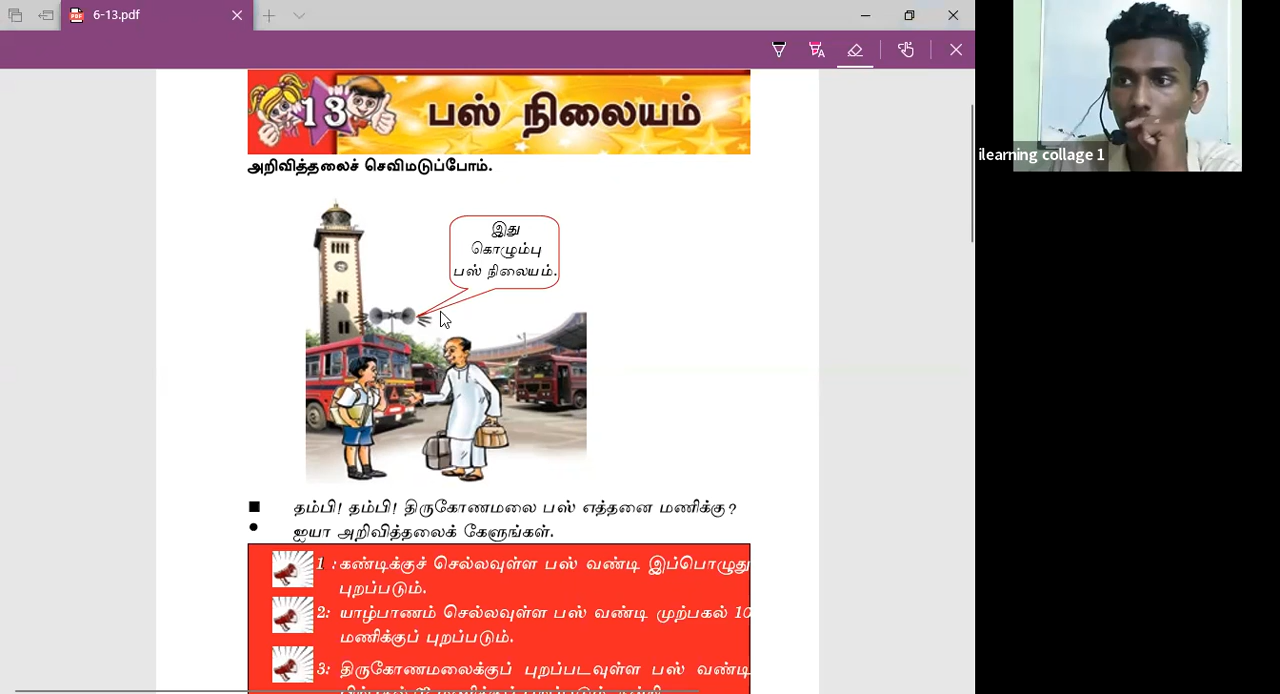 6-13.pdf
13 பஸ் நிலையம்
அறிவித்தலைச் செவிமடுப்போம்.
இது
கொழும்பு
பஸ் நிலையம்.
தம்பி! தம்பி! திருகோணமலை பஸ் எத்தனை மணிக்கு?
ஐயா அறிவித்தலைக் கேளுங்கள்.
1 : கண்டிக்குச் செல்லவுள்ள பஸ் வண்டி இப்பொழுது
புறப்படும்.
2: யாழ்பாணம் செல்லவுள்ள பஸ் வண்டி முற்பகல் 10
மணிக்குப் புறப்படும்.
3: திருகோணமலைக்குப் புறப்படவுள்ள பஸ் வண்டி
ilearning collage 1